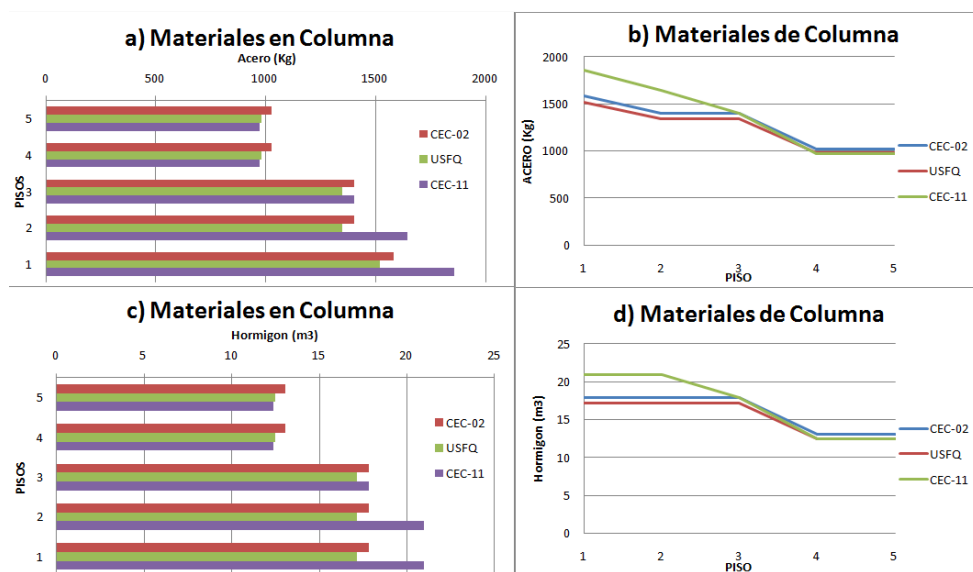 a) Materiales en Columna
Acero (Kg)
0 500 1000 1500 2000
PISOS
5
4
3
2
1
CEC-02
USFQ
CEC-11
b) Materiales de Columna
ACERO (Kg)
2000
1500
1000
500
0
1 2 3 4 5
PISO
CEC-02
USFQ
CEC-11
c) Materiales en Columna
Hormigon (m3)
0 5 10 15 20 25
PISOS
5
4
3
2
1
CEC-02
USFQ
CEC-11
d) Materiales de Columna
Hormigon (m3)
25
20
15
10
5
0
1 2 3 4 5
PISO
CEC-02
USFQ
CEC-11